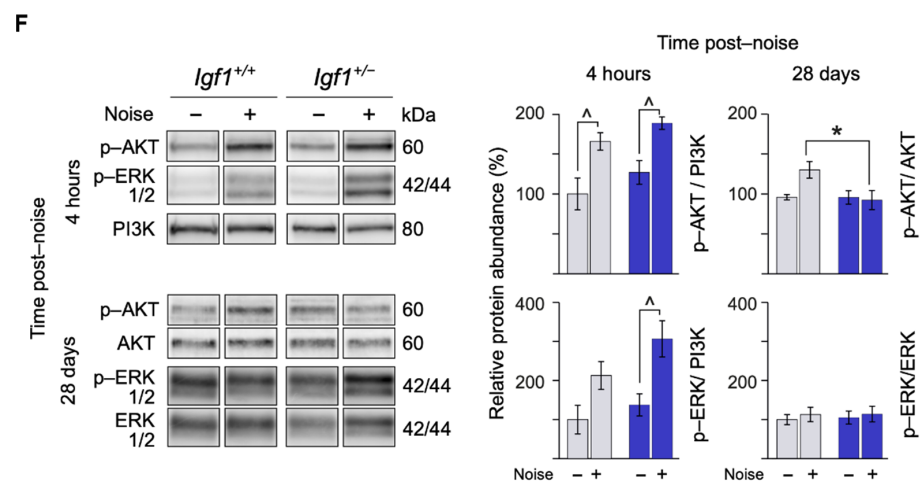 F
Igf1+/+ Igf1+/–
Noise – + – + kDa
Time post–noise
4 hours
p–AKT 60
p–ERK 1/2 42/44
PI3K 80
28 days
p–AKT 60
AKT 60
p–ERK 1/2 42/44
ERK 1/2 42/44
Time post–noise
4 hours 28 days
Relative protein abundance (%)
200
100
^ ^
p–AKT / PI3K
200
100
*
p–AKT/ AKT
400
200
^
p–ERK/ PI3K
400
200
p–ERK/ERK
Noise – + – + Noise – + – +